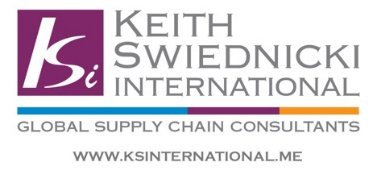 KSi
KEITH
SWIEDNICKI
INTERNATIONAL
GLOBAL SUPPLY CHAIN CONSULTANTS
WWW.KSINTERNATIONAL.ME